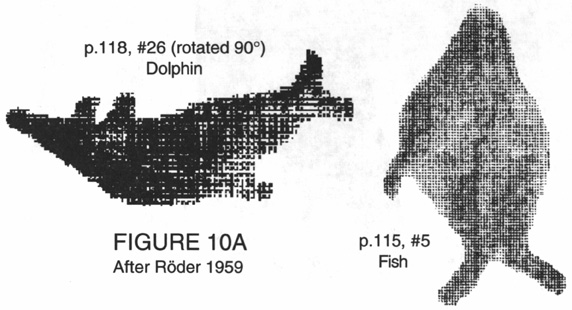 p.118, #26 (rotated 90°)
Dolphin
FIGURE 10A
After Röder 1959
p.115, #5
Fish